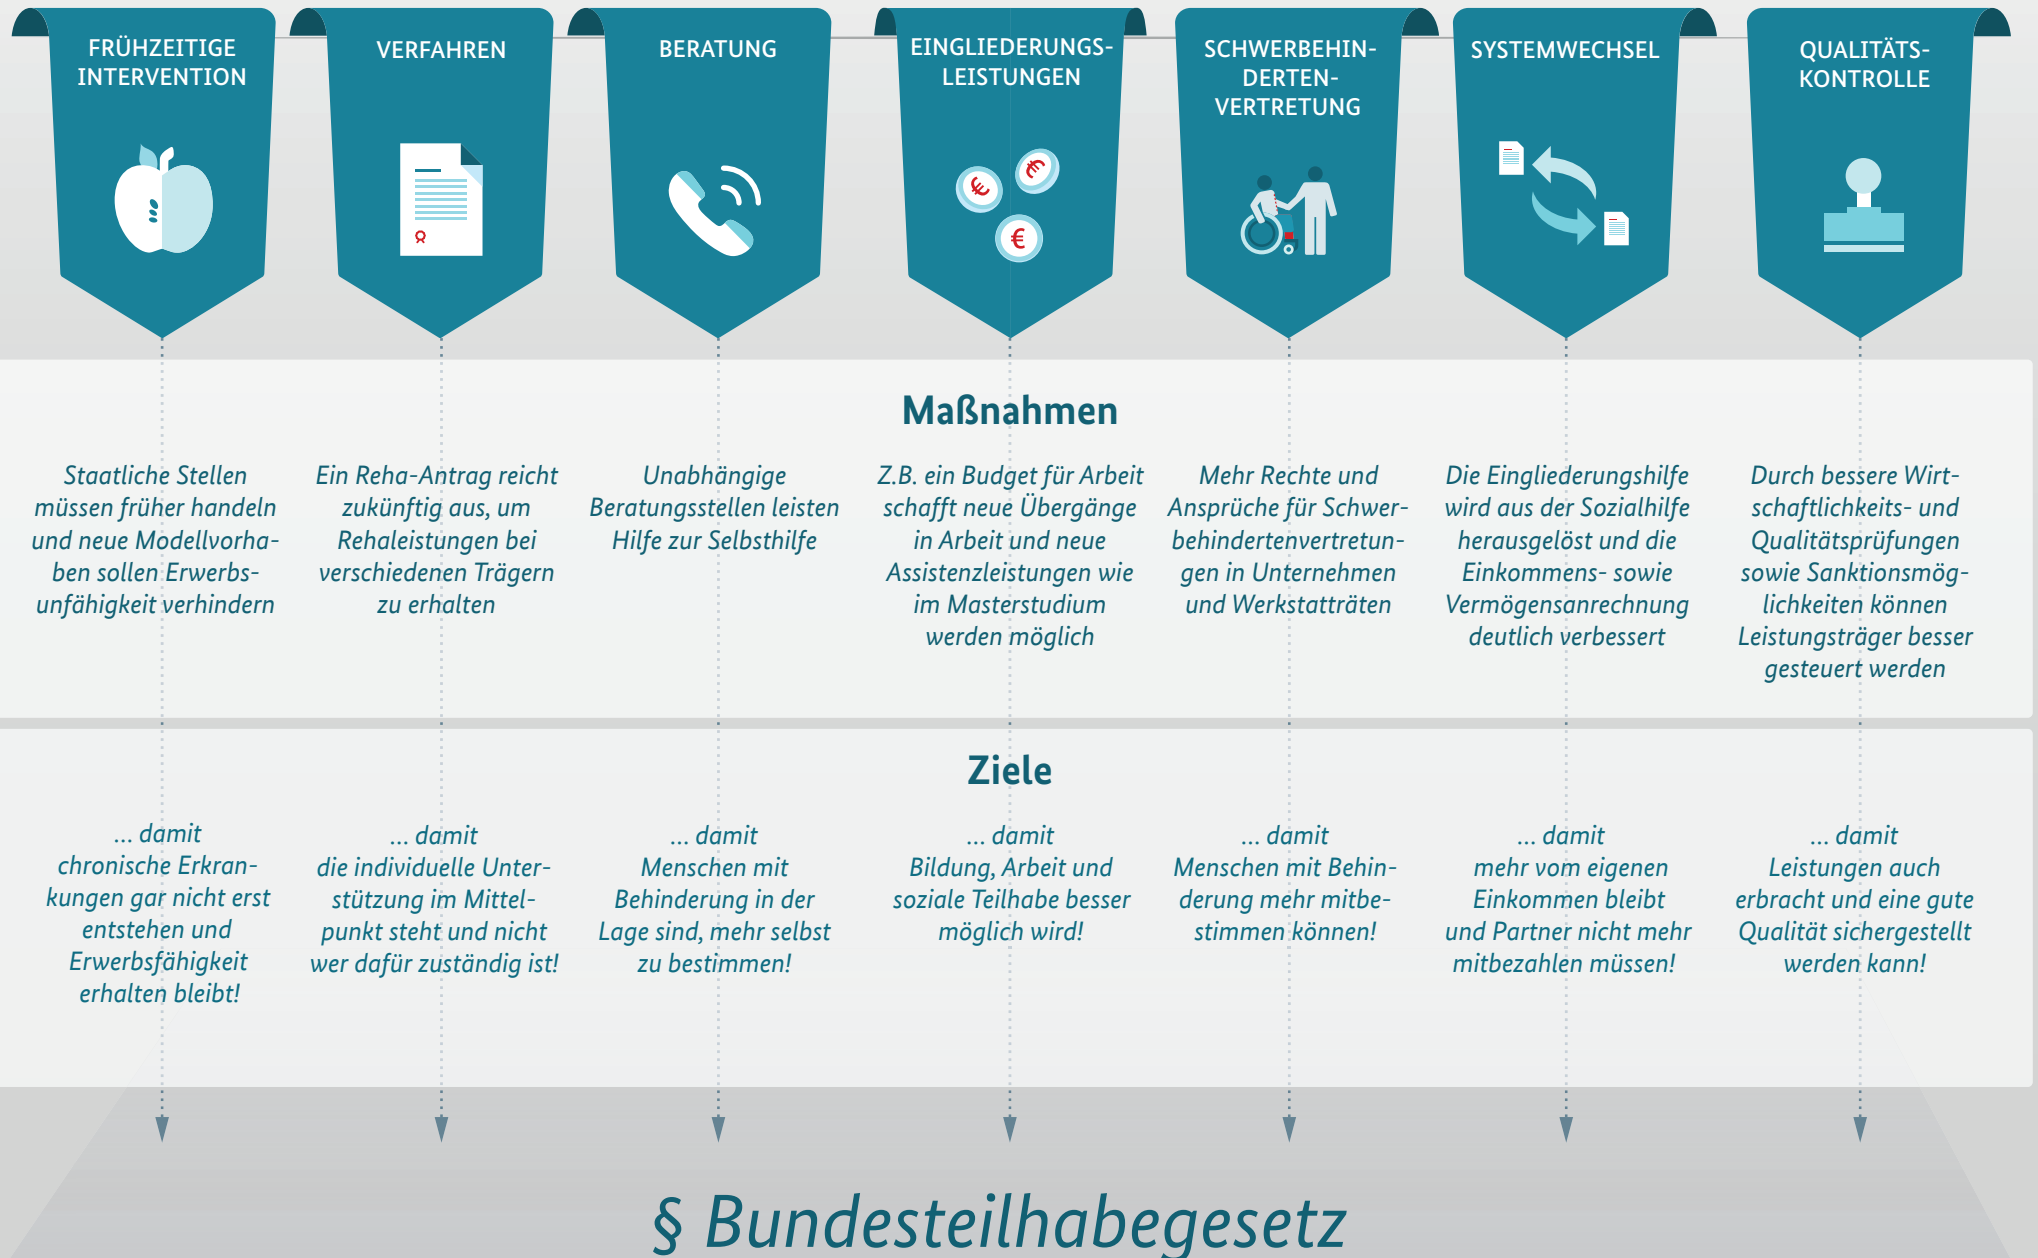 FRÜHZEITIGE
INTERVENTION
VERFAHREN
BERATUNG
EINGLIEDERUNGS-
LEISTUNGEN
SCHWERBEHIN-
DERTEN-
VERTRETUNG
SYSTEMWECHSEL
QUALITÄTS-
KONTROLLE
€
€
€
Maßnahmen
Staatliche Stellen
müssen früher handeln
und neue Modellvorha-
ben sollen Erwerbs-
unfähigkeit verhindern
Ein Reha-Antrag reicht
zukünftig aus, um
Rehaleistungen bei
verschiedenen Trägern
zu erhalten
Unabhängige
Beratungsstellen leisten
Hilfe zur Selbsthilfe
Z.B. ein Budget für Arbeit
schafft neue Übergänge
in Arbeit und neue
Assistenzleistungen wie
im Masterstudium
werden möglich
Mehr Rechte und
Ansprüche für Schwer-
behindertenvertretun-
gen in Unternehmen
und Werkstatträten
Die Eingliederungshilfe
wird aus der Sozialhilfe
herausgelöst und die
Einkommens- sowie
Vermögensanrechnung
deutlich verbessert
Durch bessere Wirt-
schaftlichkeits- und
Qualitätsprüfungen
sowie Sanktionsmög-
lichkeiten können
Leistungsträger besser
gesteuert werden
Ziele
... damit
chronische Erkran-
kungen gar nicht erst
entstehen und
Erwerbsfähigkeit
erhalten bleibt!
... damit
die individuelle Unter-
stützung im Mittel-
punkt steht und nicht
wer dafür zuständig ist!
... damit
Menschen mit
Behinderung in der
Lage sind, mehr selbst
zu bestimmen!
... damit
Bildung, Arbeit und
soziale Teilhabe besser
möglich wird!
... damit
Menschen mit Behin-
derung mehr mitbe-
stimmen können!
... damit
mehr vom eigenen
Einkommen bleibt
und Partner nicht mehr
mitbezahlen müssen!
... damit
Leistungen auch
erbracht und eine gute
Qualität sichergestellt
werden kann!
§ Bundesteilhabegesetz